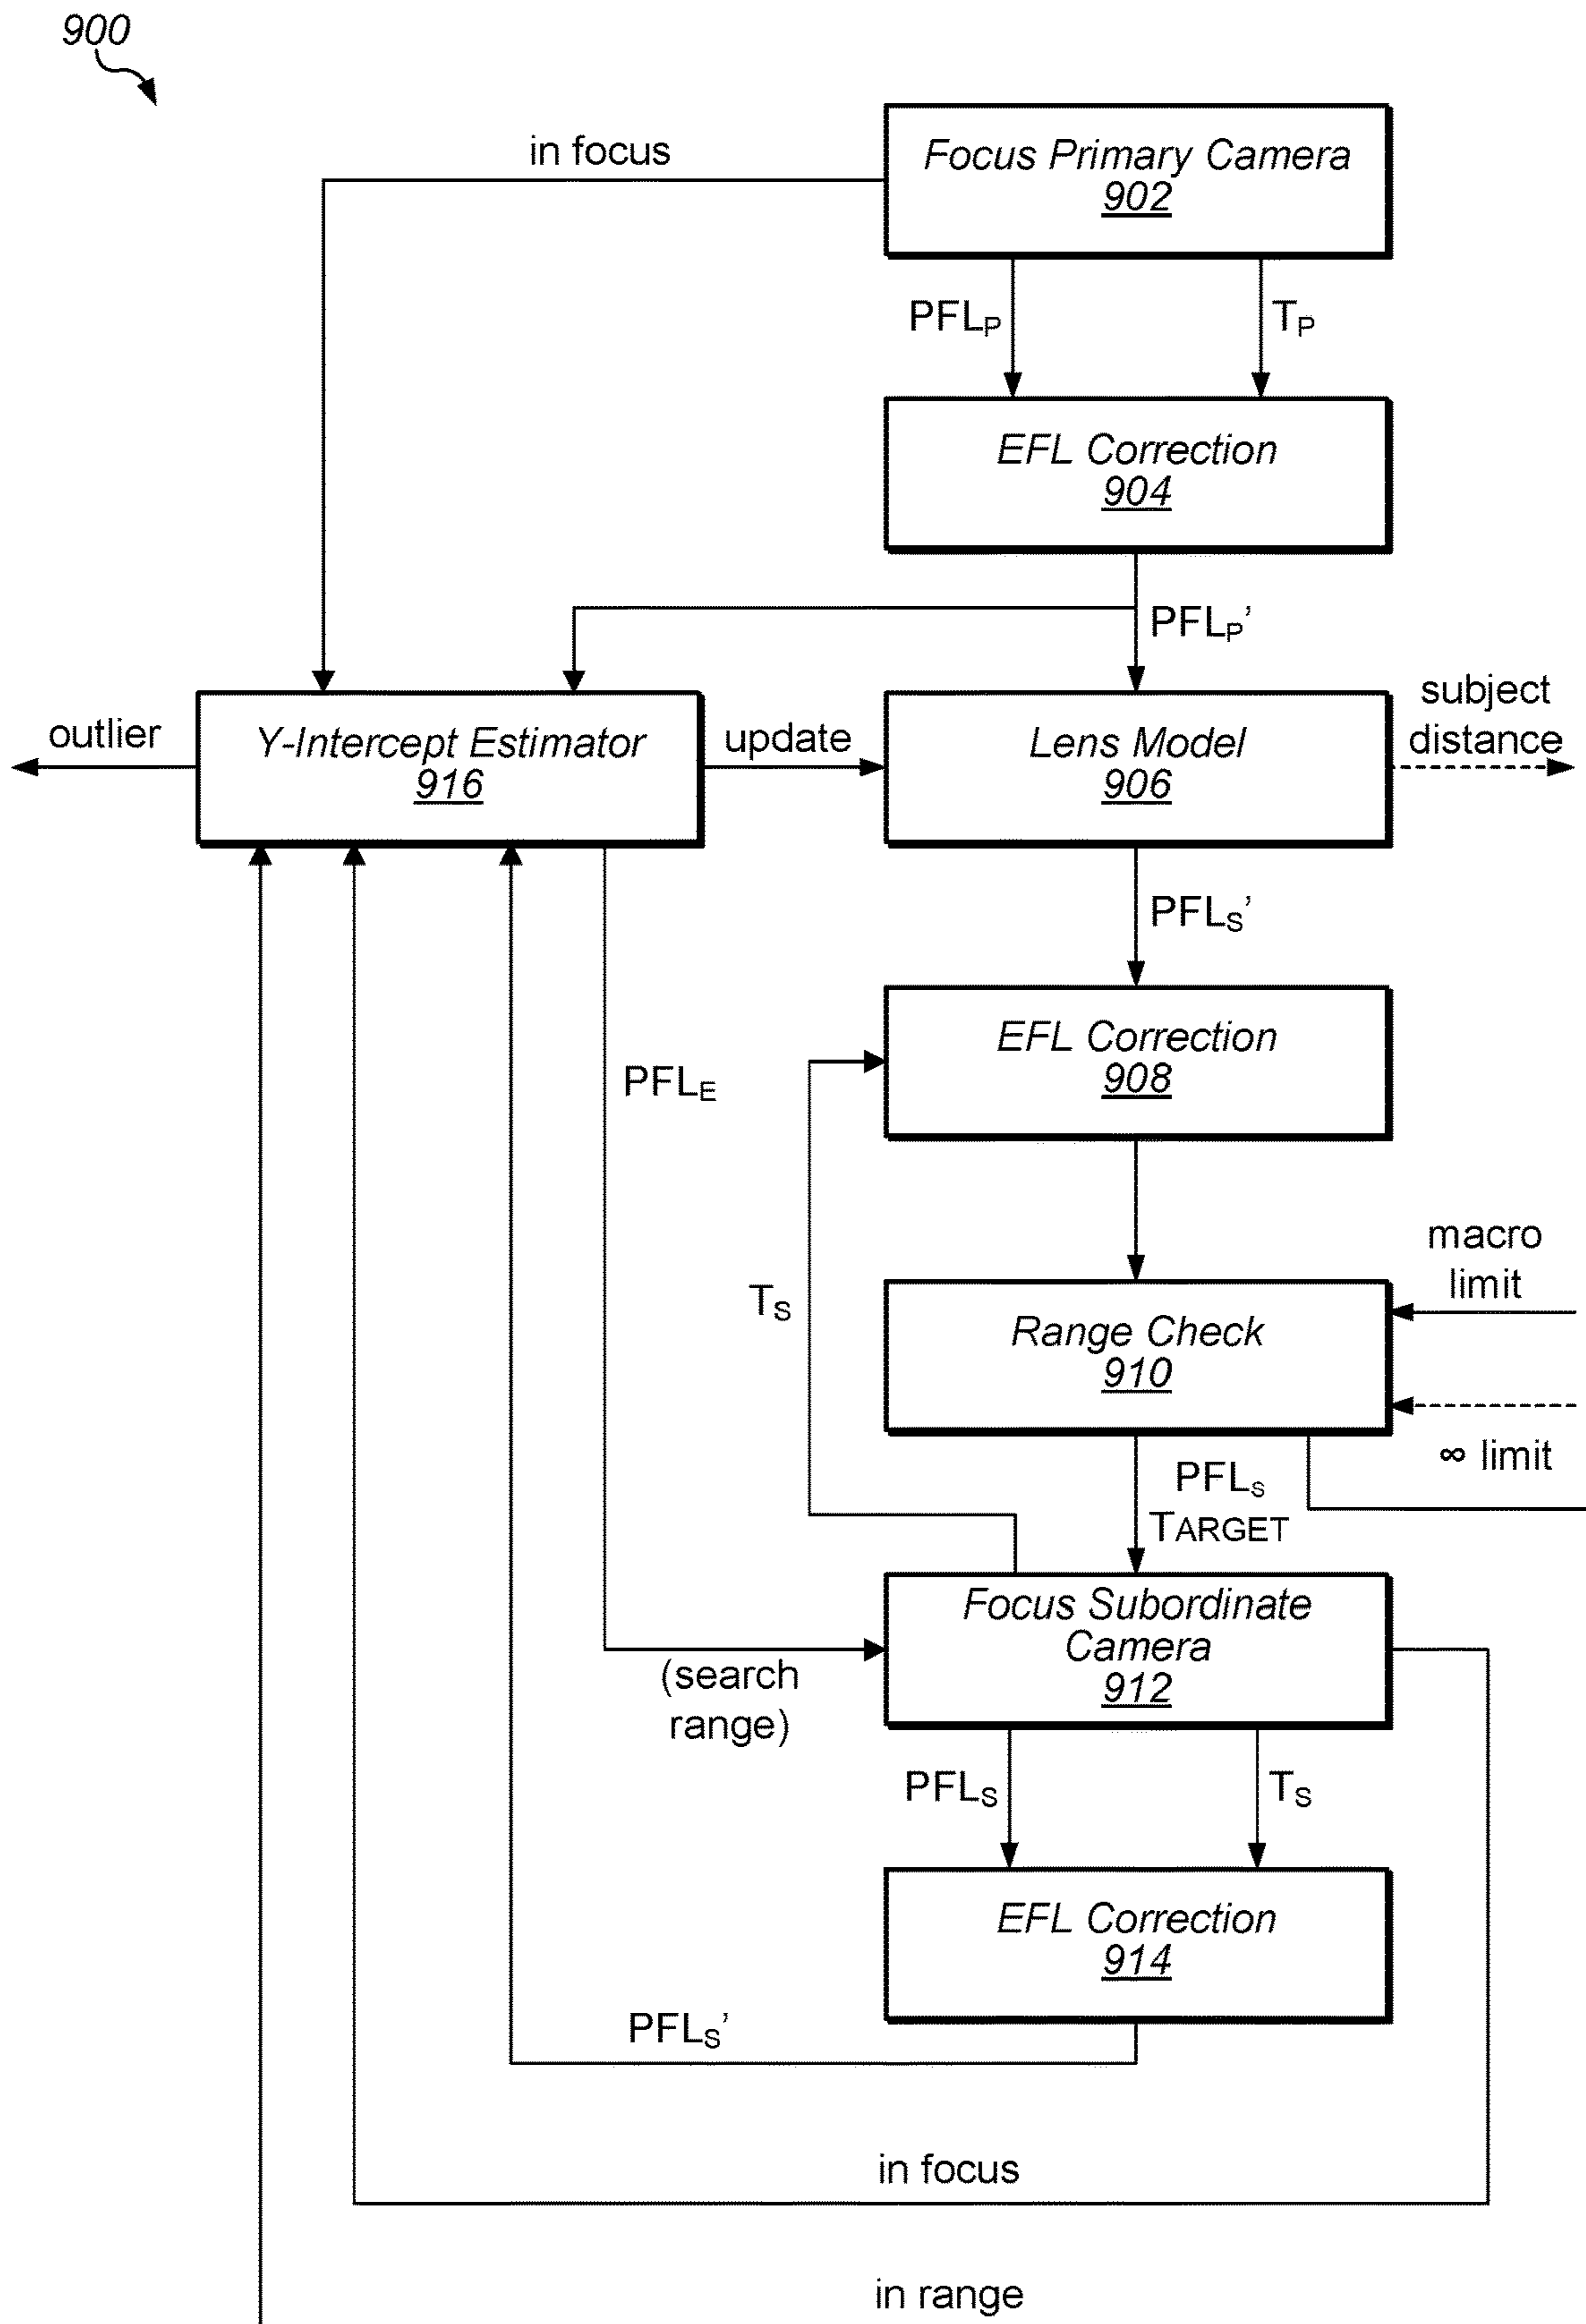 900
in focus
Focus Primary Camera
902
PFLP
TP
EFL Correction
904
PFLP’
outlier
Y-Intercept Estimator
916
update
Lens Model
906
subject
distance
PFLS’
EFL Correction
908
PFLE
TS
macro
limit
Range Check
910
∞ limit
PFLS
TARGET
Focus Subordinate
Camera
912
(search
range)
PFLS
TS
EFL Correction
914
PFLS’
in focus
in range